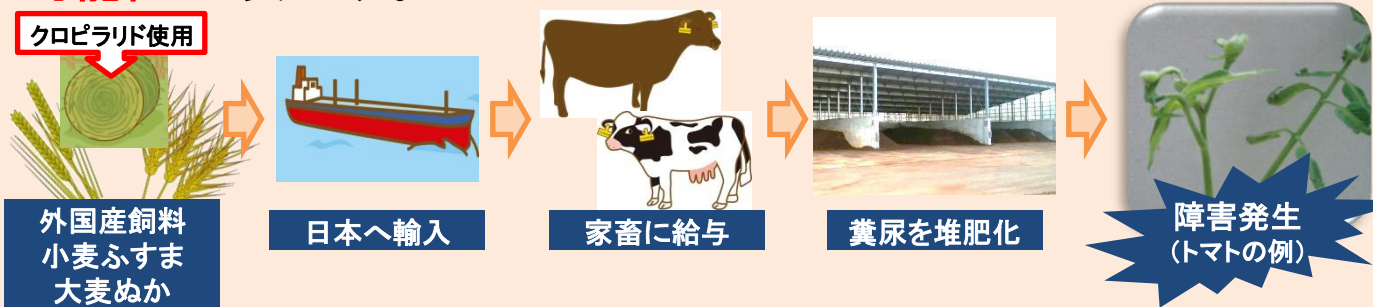 クロピラリド使用
外国産飼料
小麦ふすま
大麦ぬか
日本へ輸入
家畜に給与
糞尿を堆肥化
障害発生
(トマトの例)